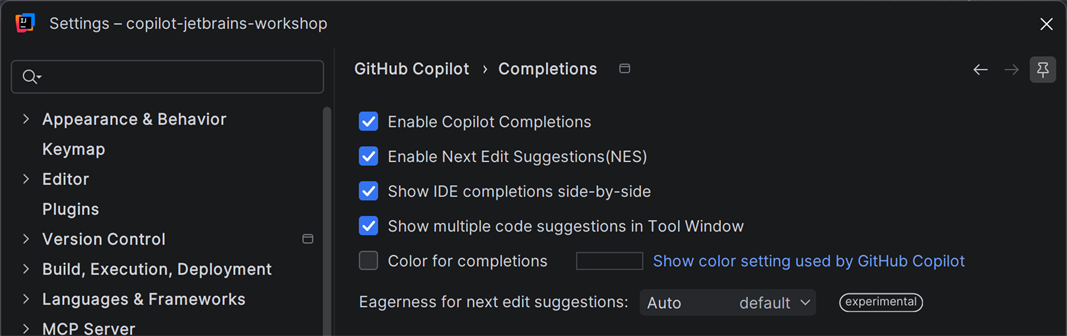 Settings – copilot-jetbrains-workshop
GitHub Copilot › Completions
Appearance & Behavior
Keymap
Editor
Plugins
Version Control
Build, Execution, Deployment
Languages & Frameworks
MCP Server
Enable Copilot Completions
Enable Next Edit Suggestions(NES)
Show IDE completions side-by-side
Show multiple code suggestions in Tool Window
Color for completions Show color setting used by GitHub Copilot
Eagerness for next edit suggestions: Auto default experimental